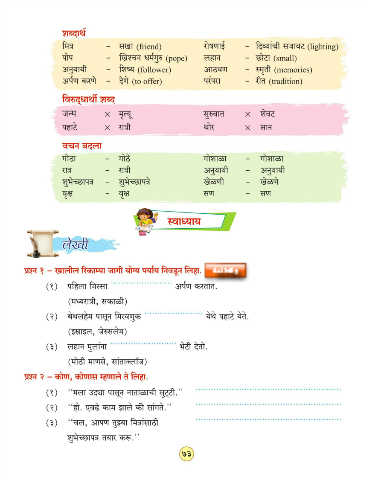 शब्दार्थ
मित्र – सखा (friend) रोषणाई – दिव्यांची सजावट (lighting)
पोप – ख्रिश्चन धर्मगुरु (pope) लहान – छोटा (small)
अनुयायी – शिष्य (follower) आठवण – स्मृती (memories)
अर्पण करणे – देणे (to offer) परंपरा – रीत (tradition)
विरुद्धार्थी शब्द
जन्म × मृत्यू सुरुवात × शेवट
पहाटे × रात्री थोर × सान
वचन बदला
गोठा – गोठे गोशाळा – गोशाळा
रात्र – रात्री अनुयायी – अनुयायी
शुभेच्छापत्र – शुभेच्छापत्रे खेळणी – खेळणे
वृक्ष – वृक्ष सण – सण
स्वाध्याय
लेखी
प्रश्न १ – खालील रिकाम्या जागी योग्य पर्याय निवडून लिहा.
(१) पहिला मिस्सा अर्पण करतात.
(मध्यरात्री, सकाळी)
(२) बेथलहेम पासून मिरवणूक येथे पहाटे येते.
(इस्राइल, जेरुसलेम)
(३) लहान मुलांना भेटी देतो.
(मोठी माणसे, सांताक्लॉज)
प्रश्न २ – कोण, कोणास म्हणाले ते लिहा.
(१) ‘‘मला उद्या पासून नाताळाची सुट्टी.’’
(२) ‘‘हो. एवढे काम झाले की सांगते.’’
(३) ‘‘चल, आपण तुझ्या मित्रांसाठी
शुभेच्छापत्र तयार करू.’’
७३